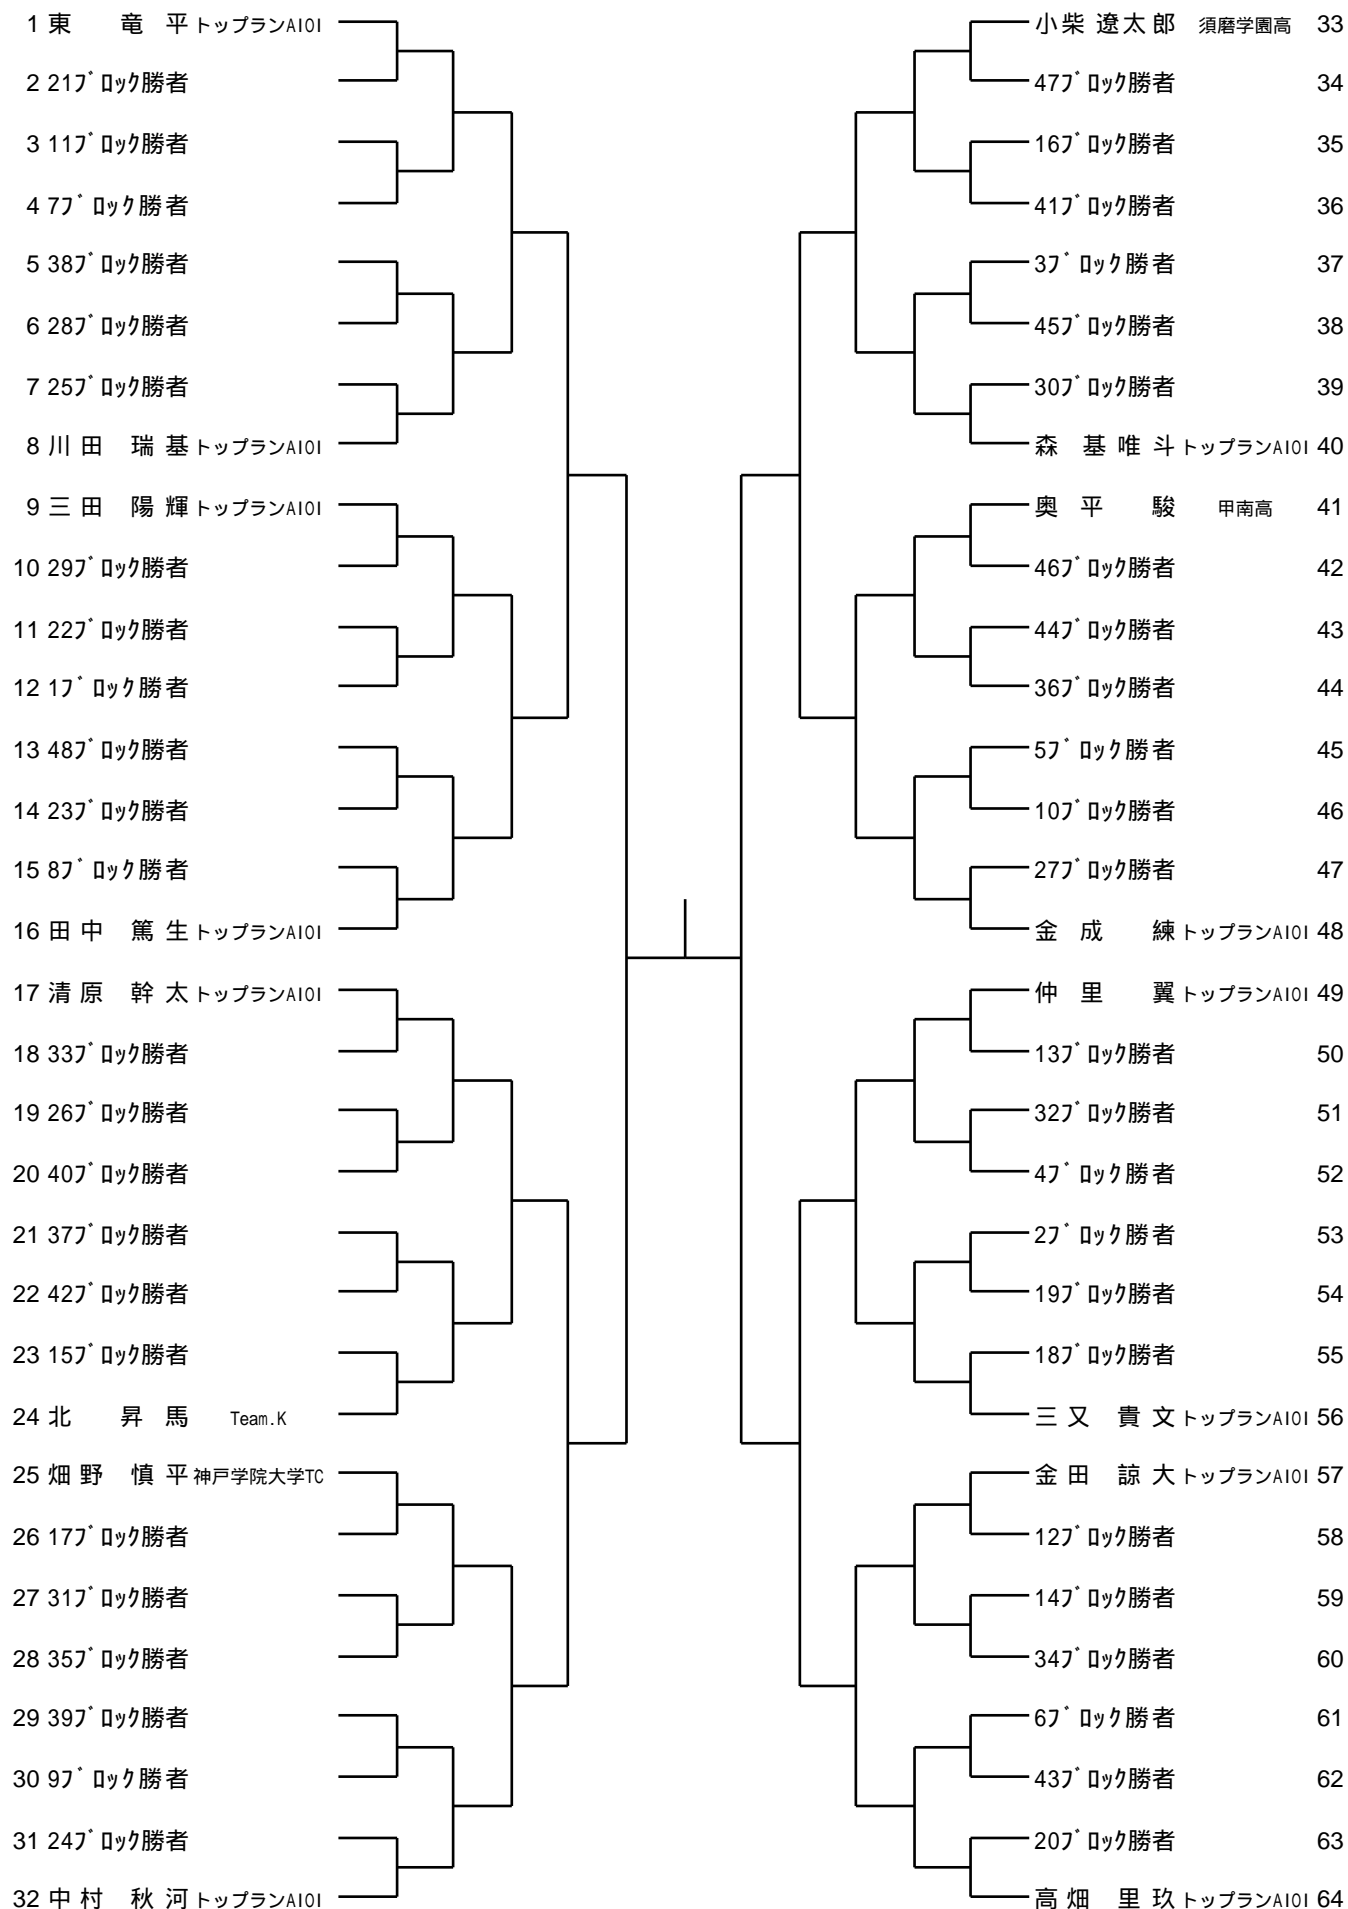 1 東 竜 平 トップランAIOI
2 21ﾌﾞﾛｯｸ勝者
3 11ﾌﾞﾛｯｸ勝者
4 7ﾌﾞﾛｯｸ勝者
5 38ﾌﾞﾛｯｸ勝者
6 28ﾌﾞﾛｯｸ勝者
7 25ﾌﾞﾛｯｸ勝者
8 川 田 瑞 基 トップランAIOI
9 三 田 陽 輝 トップランAIOI
10 29ﾌﾞﾛｯｸ勝者
11 22ﾌﾞﾛｯｸ勝者
12 1ﾌﾞﾛｯｸ勝者
13 48ﾌﾞﾛｯｸ勝者
14 23ﾌﾞﾛｯｸ勝者
15 8ﾌﾞﾛｯｸ勝者
16 田 中 篤 生 トップランAIOI
17 清 原 幹 太 トップランAIOI
18 33ﾌﾞﾛｯｸ勝者
19 26ﾌﾞﾛｯｸ勝者
20 40ﾌﾞﾛｯｸ勝者
21 37ﾌﾞﾛｯｸ勝者
22 42ﾌﾞﾛｯｸ勝者
23 15ﾌﾞﾛｯｸ勝者
24 北 昇 馬 Team.K
25 畑 野 慎 平 神戸学院大学TC
26 17ﾌﾞﾛｯｸ勝者
27 31ﾌﾞﾛｯｸ勝者
28 35ﾌﾞﾛｯｸ勝者
29 39ﾌﾞﾛｯｸ勝者
30 9ﾌﾞﾛｯｸ勝者
31 24ﾌﾞﾛｯｸ勝者
32 中 村 秋 河 トップランAIOI
小柴 遼太郎 須磨学園高 33
47ﾌﾞﾛｯｸ勝者 34
16ﾌﾞﾛｯｸ勝者 35
41ﾌﾞﾛｯｸ勝者 36
3ﾌﾞﾛｯｸ勝者 37
45ﾌﾞﾛｯｸ勝者 38
30ﾌﾞﾛｯｸ勝者 39
森 基 唯 斗 トップランAIOI 40
奥 平 駿 甲南高 41
46ﾌﾞﾛｯｸ勝者 42
44ﾌﾞﾛｯｸ勝者 43
36ﾌﾞﾛｯｸ勝者 44
5ﾌﾞﾛｯｸ勝者 45
10ﾌﾞﾛｯｸ勝者 46
27ﾌﾞﾛｯｸ勝者 47
金 成 練 トップランAIOI 48
仲 里 翼 トップランAIOI 49
13ﾌﾞﾛｯｸ勝者 50
32ﾌﾞﾛｯｸ勝者 51
4ﾌﾞﾛｯｸ勝者 52
2ﾌﾞﾛｯｸ勝者 53
19ﾌﾞﾛｯｸ勝者 54
18ﾌﾞﾛｯｸ勝者 55
三 又 貴 文 トップランAIOI 56
金 田 諒 大 トップランAIOI 57
12ﾌﾞﾛｯｸ勝者 58
14ﾌﾞﾛｯｸ勝者 59
34ﾌﾞﾛｯｸ勝者 60
6ﾌﾞﾛｯｸ勝者 61
43ﾌﾞﾛｯｸ勝者 62
20ﾌﾞﾛｯｸ勝者 63
高 畑 里 玖 トップランAIOI 64